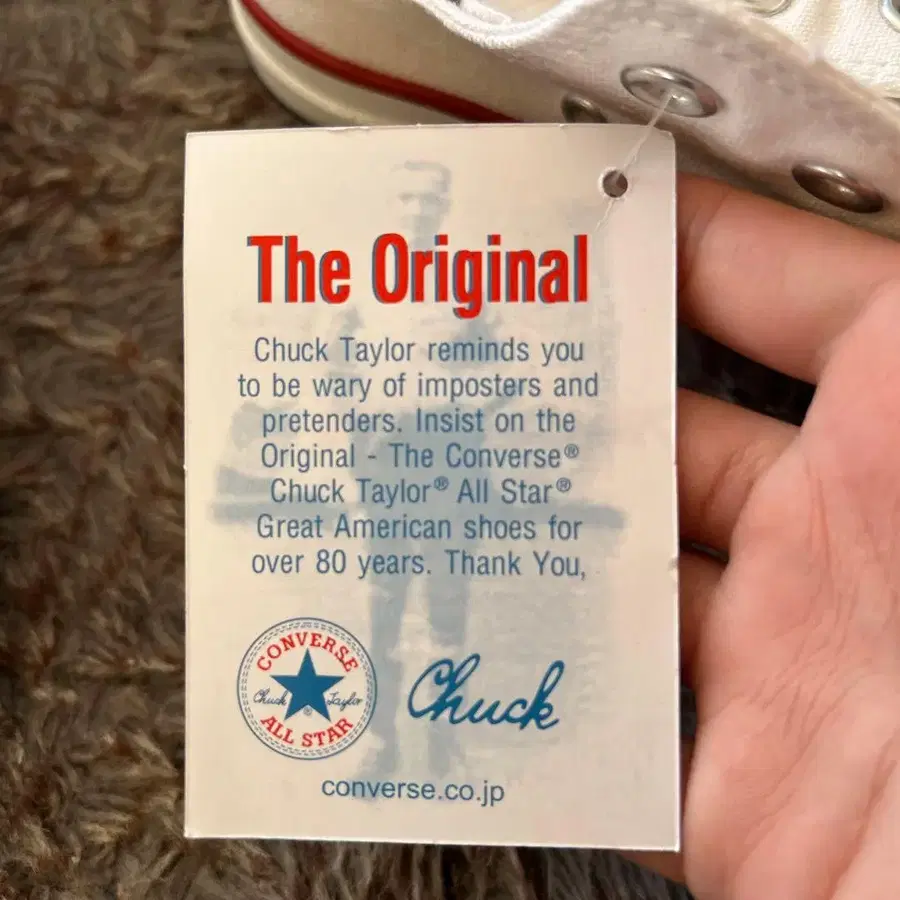 The Original
Chuck Taylor reminds you
to be wary of imposters and
pretenders. Insist on the
Original - The Converse®
Chuck Taylor® All Star®
Great American shoes for
over 80 years. Thank You,
CONVERSE
Chuck Taylor
®
ALL STAR
Chuck
converse.co.jp